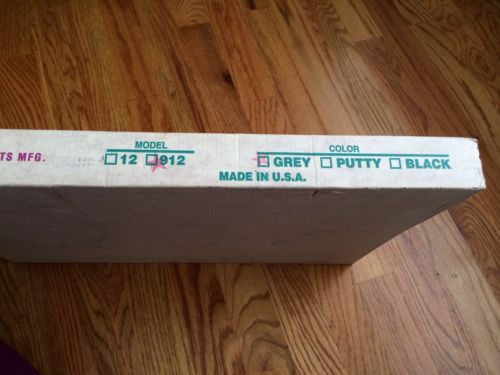 TS MFG.
MODEL
☐ 12 ☐ 912
COLOR
☐ GREY ☐ PUTTY ☐ BLACK
MADE IN U.S.A.